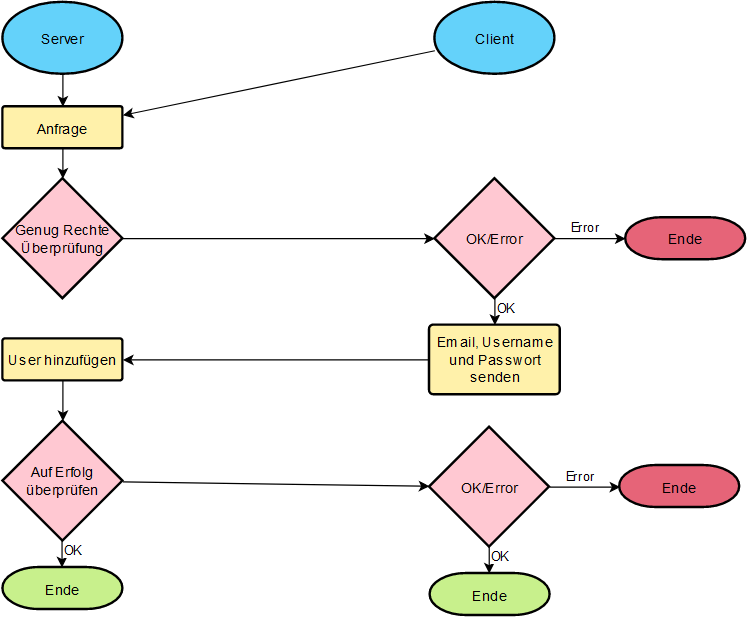 Server
Client
Anfrage
Genug Rechte
Überprüfung
OK/Error
Error
Ende
OK
Email, Username
und Passwort
senden
User hinzufügen
Auf Erfolg
überprüfen
OK/Error
Error
Ende
OK
OK
Ende
Ende